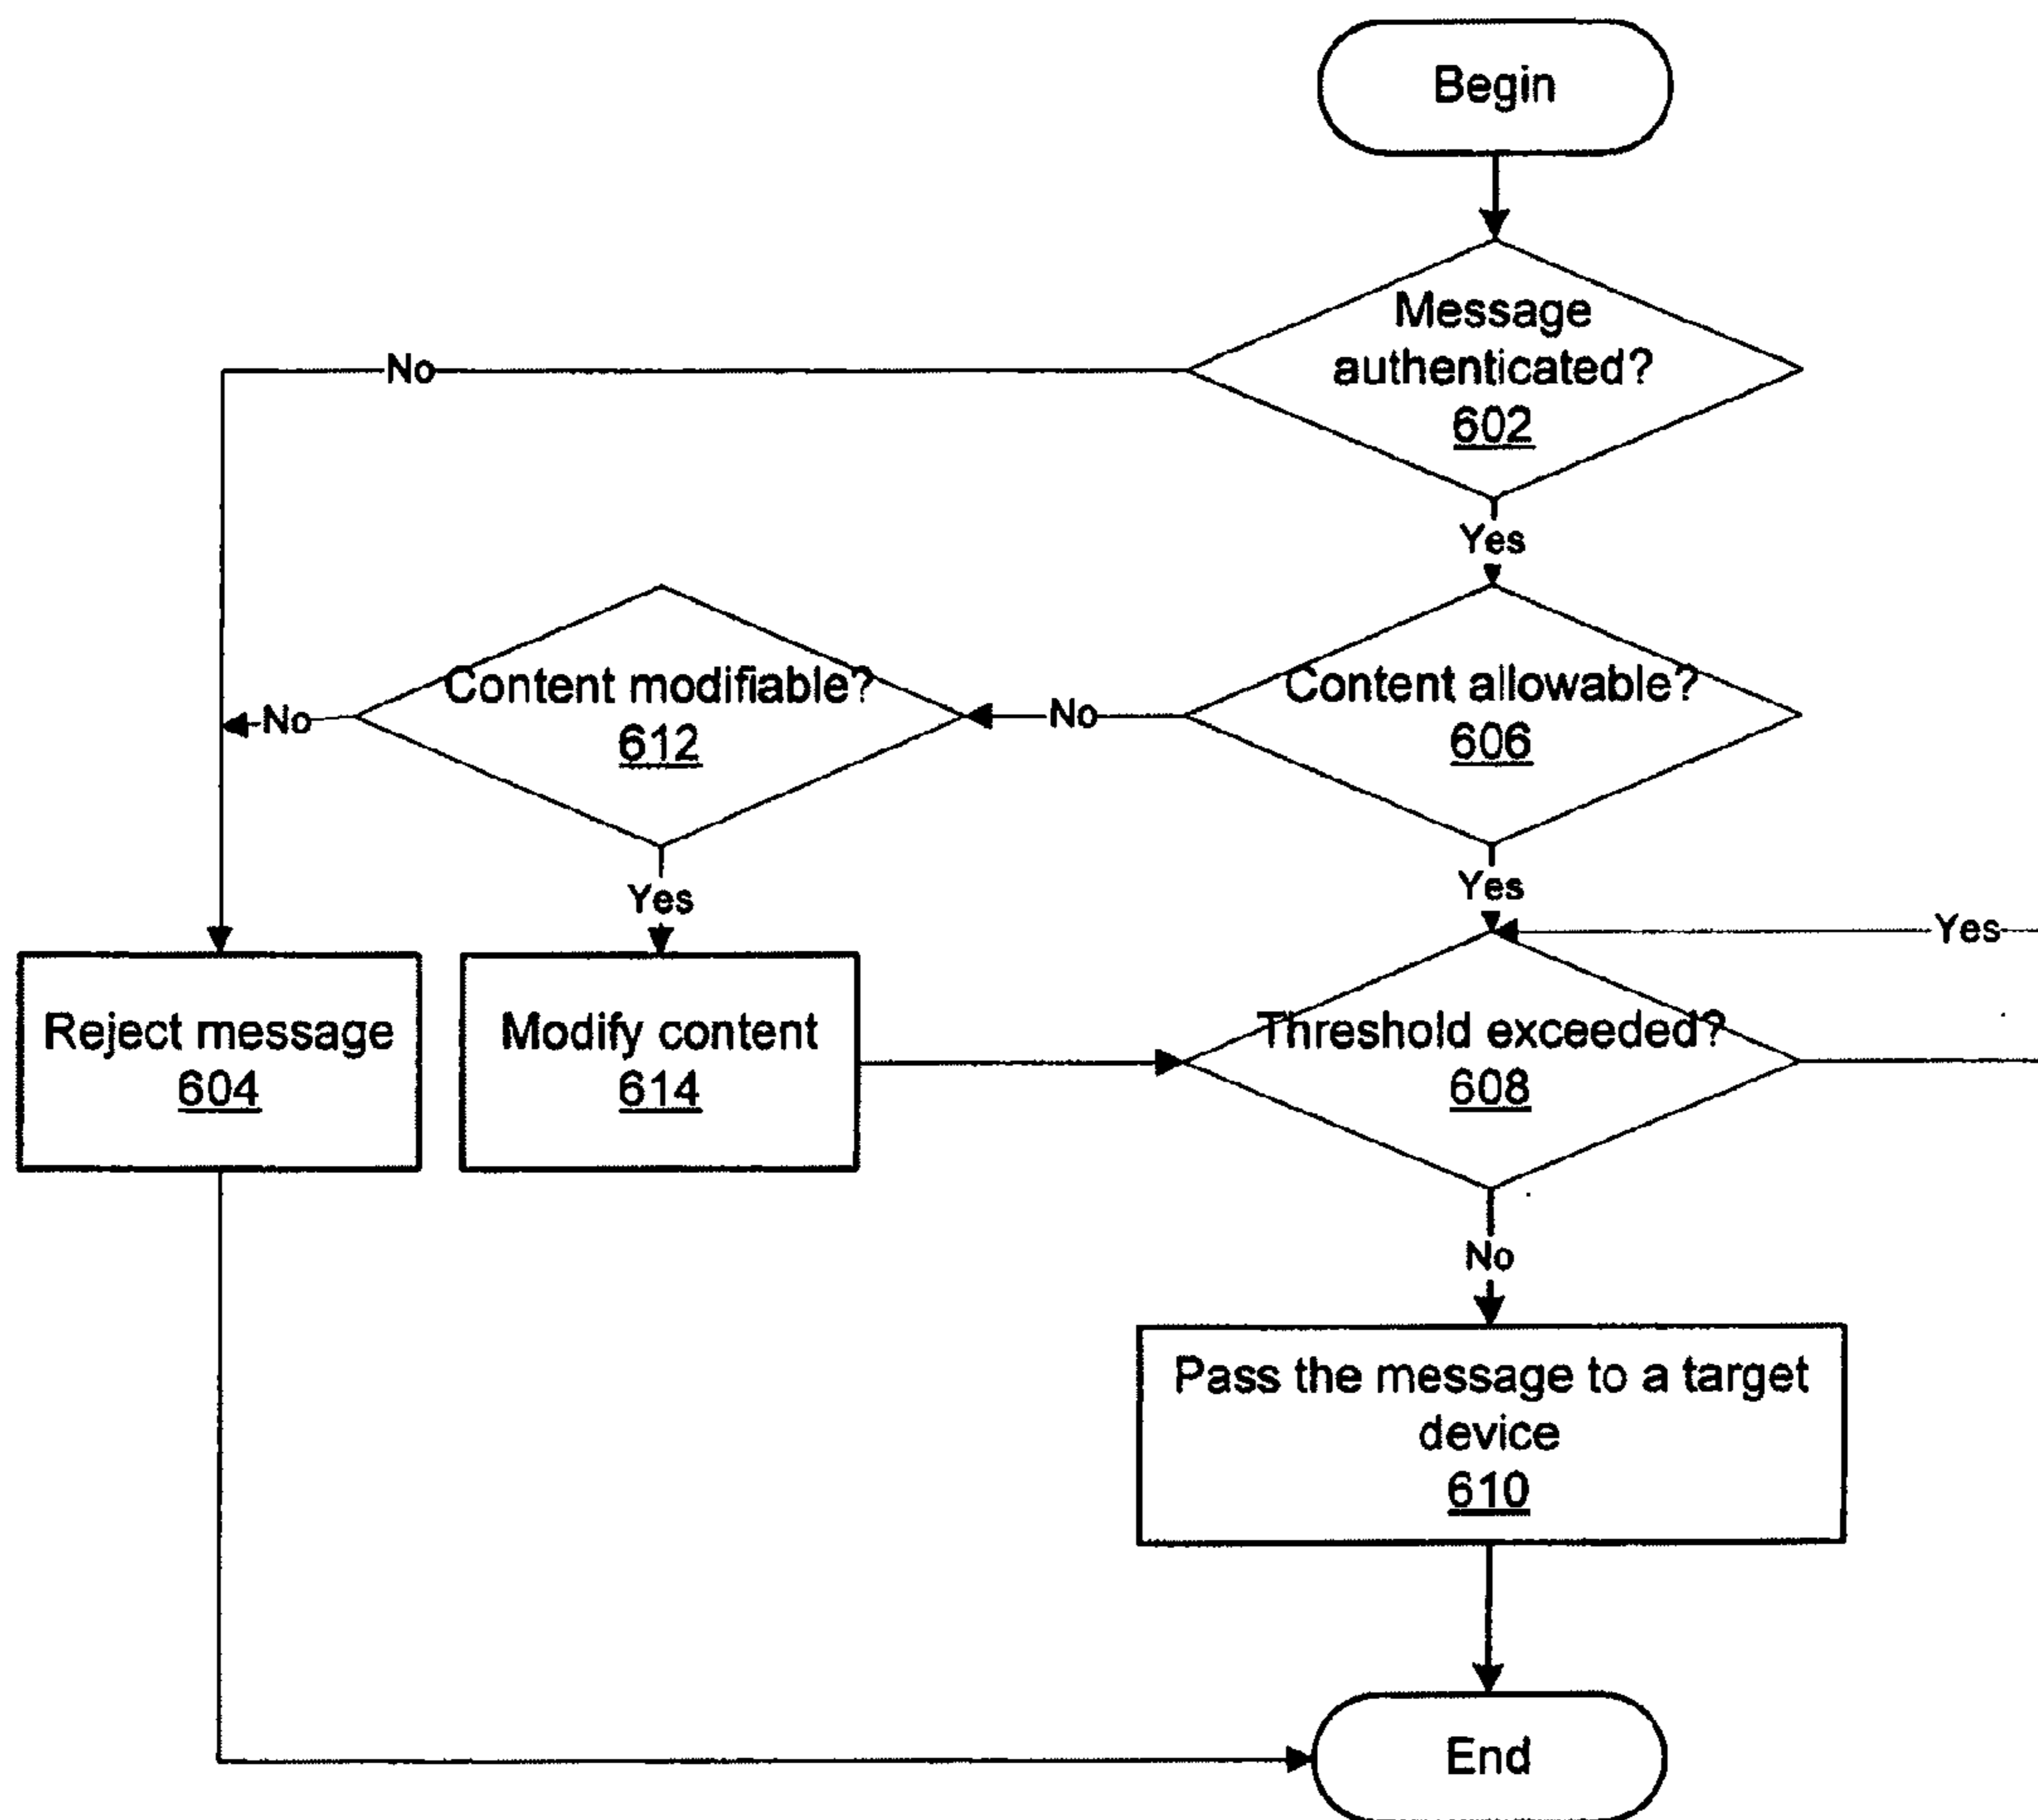 Begin
Message
authenticated?
602
No
Yes
Content modifiable?
612
Content allowable?
606
No
No
Yes
Yes
Yes
Reject message
604
Modify content
614
Threshold exceeded?
608
No
Pass the message to a target
device
610
End